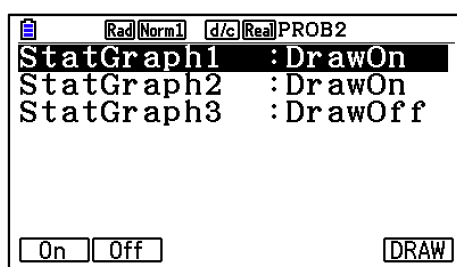 Rad Norm1 d/c Real PROB2
StatGraph1 :DrawOn
StatGraph2 :DrawOn
StatGraph3 :DrawOff
On Off DRAW